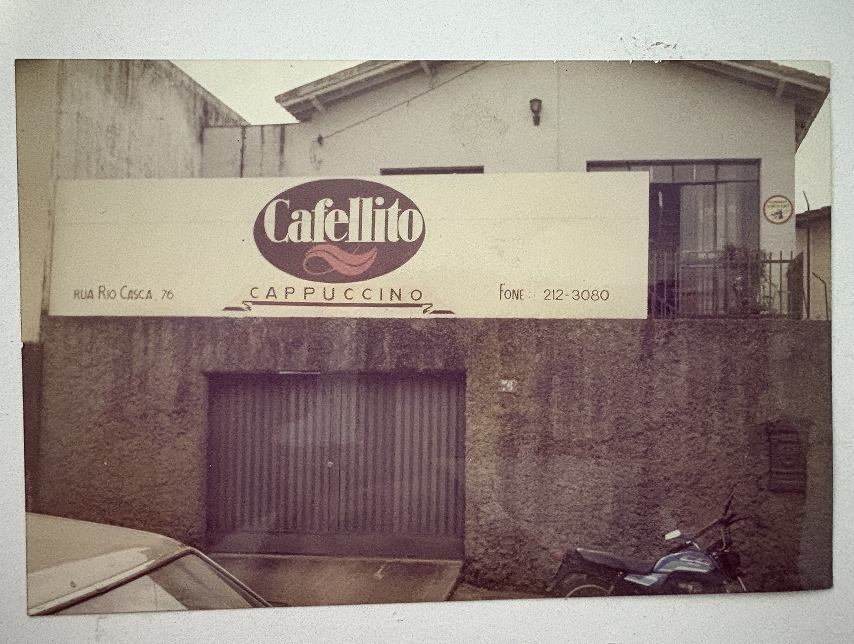 Cafellito
CAPPUCCINO
RUA RIO CASCA, 76
FONE: 212-3080